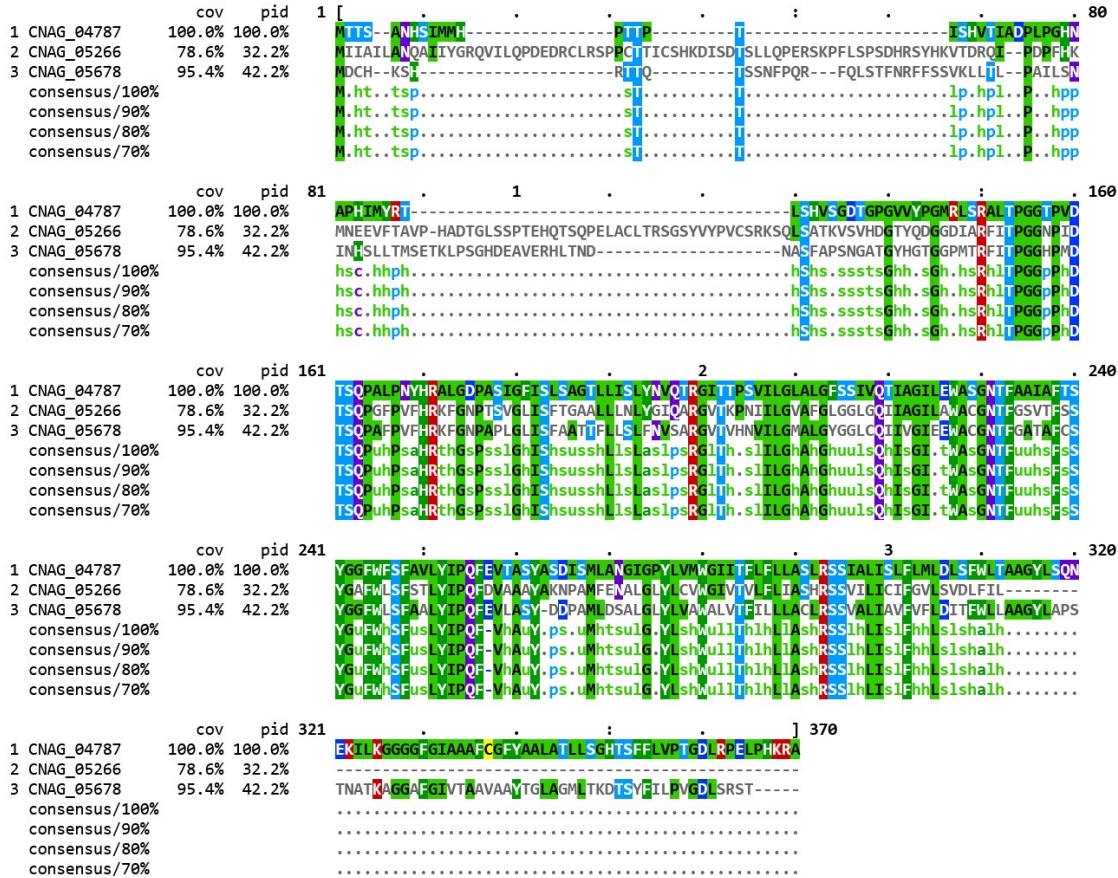 cov pid 1 [ . . . : . . . 80
1 CNAG_04787 100.0% 100.0% MTTS--ANHSIMMH----------------PTTP---------T----------------------ISHVTIADPLPGHN
2 CNAG_05266 78.6% 32.2% MIIAILANQAIIYGRQVILQPDEDRCLRSPPCTTICSHKDISDTSLLQPERSKPFLSPSDHRSYHKVTDRQI--PDPFHK
3 CNAG_05678 95.4% 42.2% MDCH--KSH---------------------RTTQ---------TSSNFPQR---FQLSTFNRFFSSVKLLTL--PAILSN
consensus/100% M.ht..tsp......................sT..........T......................lp.hpl..P..hpp
consensus/90% M.ht..tsp......................sT..........T......................lp.hpl..P..hpp
consensus/80% M.ht..tsp......................sT..........T......................lp.hpl..P..hpp
consensus/70% M.ht..tsp......................sT..........T......................lp.hpl..P..hpp
cov pid 81 . 1 . . . : . 160
1 CNAG_04787 100.0% 100.0% APHIMYRT-----------------------------------------LSHVSGDTGPGVVYPGMRLSRALTPGGTPVD
2 CNAG_05266 78.6% 32.2% MNEEVFTAVP-HADTGLSSPTEHQTSQPELACLTRSGSYVYPVCSRKSQLSATKVSVHDGTYQDGGDIARFITPGGNPID
3 CNAG_05678 95.4% 42.2% INHSLLTMSETKLPSGHDEAVERHLTND--------------------NASFAPSNGATGYHGTGGPMTRFITPGGHPMD
consensus/100% hsc.hhph.........................................hShs.ssstsGhh.sG.h.hsRhlTPGGpPhD
consensus/90% hsc.hhph.........................................hShs.ssstsGhh.sG.h.hsRhlTPGGpPhD
consensus/80% hsc.hhph.........................................hShs.ssstsGhh.sG.h.hsRhlTPGGpPhD
consensus/70% hsc.hhph.........................................hShs.ssstsGhh.sG.h.hsRhlTPGGpPhD
cov pid 161 . . . 2 . . . 240
1 CNAG_04787 100.0% 100.0% TSQPALPNYHRALGDPASIGFISLSAGTLLISLYNVQTRGITTPSVILGLALGFSSIVQTIAGILEWASGNTFAAIAFTS
2 CNAG_05266 78.6% 32.2% TSQPGFPVFHRKFGNPTSVGLISFTGAALLLNLYGIQARGVTKPNIILGVAFGLGGLGQIIAGILAWACGNTFGSVTFSS
3 CNAG_05678 95.4% 42.2% TSQPAFPVFHRKFGNPAPLGLISFAATTFLLSLFNVSARGVTVHNVILGMALGYGGLCQIIVGIEEWACGNTFGATAFCS
consensus/100% TSQPuhPsaHRthGsPsslGhIShsusshLlsLaslpsRGlTh.slILGhAhGhuulsQhIsGI.tWAsGNTFuuhsFsS
consensus/90% TSQPuhPsaHRthGsPsslGhIShsusshLlsLaslpsRGlTh.slILGhAhGhuulsQhIsGI.tWAsGNTFuuhsFsS
consensus/80% TSQPuhPsaHRthGsPsslGhIShsusshLlsLaslpsRGlTh.slILGhAhGhuulsQhIsGI.tWAsGNTFuuhsFsS
consensus/70% TSQPuhPsaHRthGsPsslGhIShsusshLlsLaslpsRGlTh.slILGhAhGhuulsQhIsGI.tWAsGNTFuuhsFsS
cov pid 241 : . . . . 3 . 320
1 CNAG_04787 100.0% 100.0% YGGFWFSFAVLYIPQFEVTASYASDISMLANGIGPYLVMWGIITFLFLLASLRSSIALISLFLMLDLSFWLTAAGYLSQN
2 CNAG_05266 78.6% 32.2% YGAFWLSFSTLYIPQFDVAAAYAKNPAMFENALGLYLCVWGIVTVLFLIASHRSSVILICIFGVLSVDLFIL--------
3 CNAG_05678 95.4% 42.2% YGGFWLSFAALYIPQFEVLASY-DDPAMLDSALGLYLVAWALVTFILLLACLRSSVALIAVFVFLDITFWLLAAGYLAPS
consensus/100% YGuFWhSFusLYIPQF-VhAuY.ps.uMhtsulG.YLshWullThlhLlAshRSSlhLIslFhhLslshalh........
consensus/90% YGuFWhSFusLYIPQF-VhAuY.ps.uMhtsulG.YLshWullThlhLlAshRSSlhLIslFhhLslshalh........
consensus/80% YGuFWhSFusLYIPQF-VhAuY.ps.uMhtsulG.YLshWullThlhLlAshRSSlhLIslFhhLslshalh........
consensus/70% YGuFWhSFusLYIPQF-VhAuY.ps.uMhtsulG.YLshWullThlhLlAshRSSlhLIslFhhLslshalh........
cov pid 321 . . : . ] 370
1 CNAG_04787 100.0% 100.0% EKILKGGGGFGIAAAFCGFYAALATLLSGHTSFFLVPTGDLRPELPHKRA
2 CNAG_05266 78.6% 32.2% --------------------------------------------------
3 CNAG_05678 95.4% 42.2% TNATKAGGAFGIVTAAVAAYTGLAGMLTKDTSYFILPVGDLSRST-----
consensus/100% ..................................................
consensus/90% ..................................................
consensus/80% ..................................................
consensus/70% ..................................................